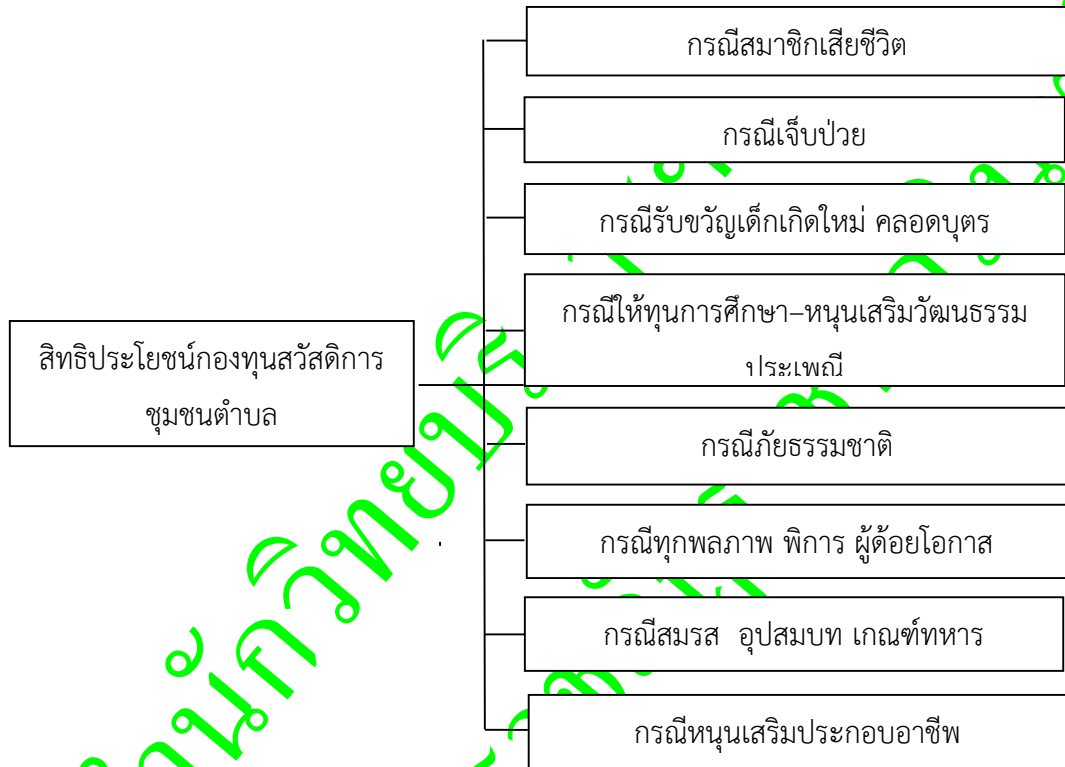 กรณีสมาชิกเสียชีวิต
กรณีเจ็บป่วย
กรณีรับขวัญเด็กเกิดใหม่ คลอดบุตร
กรณีให้ทุนการศึกษา–หนุนเสริมวัฒนธรรม
ประเพณี
สิทธิประโยชน์กองทุนสวัสดิการ
ชุมชนตำบล
กรณีภัยธรรมชาติ
กรณีทุกพลภาพ พิการ ผู้ด้อยโอกาส
กรณีสมรส อุปสมบท เกณฑ์ทหาร
กรณีหนุนเสริมประกอบอาชีพ